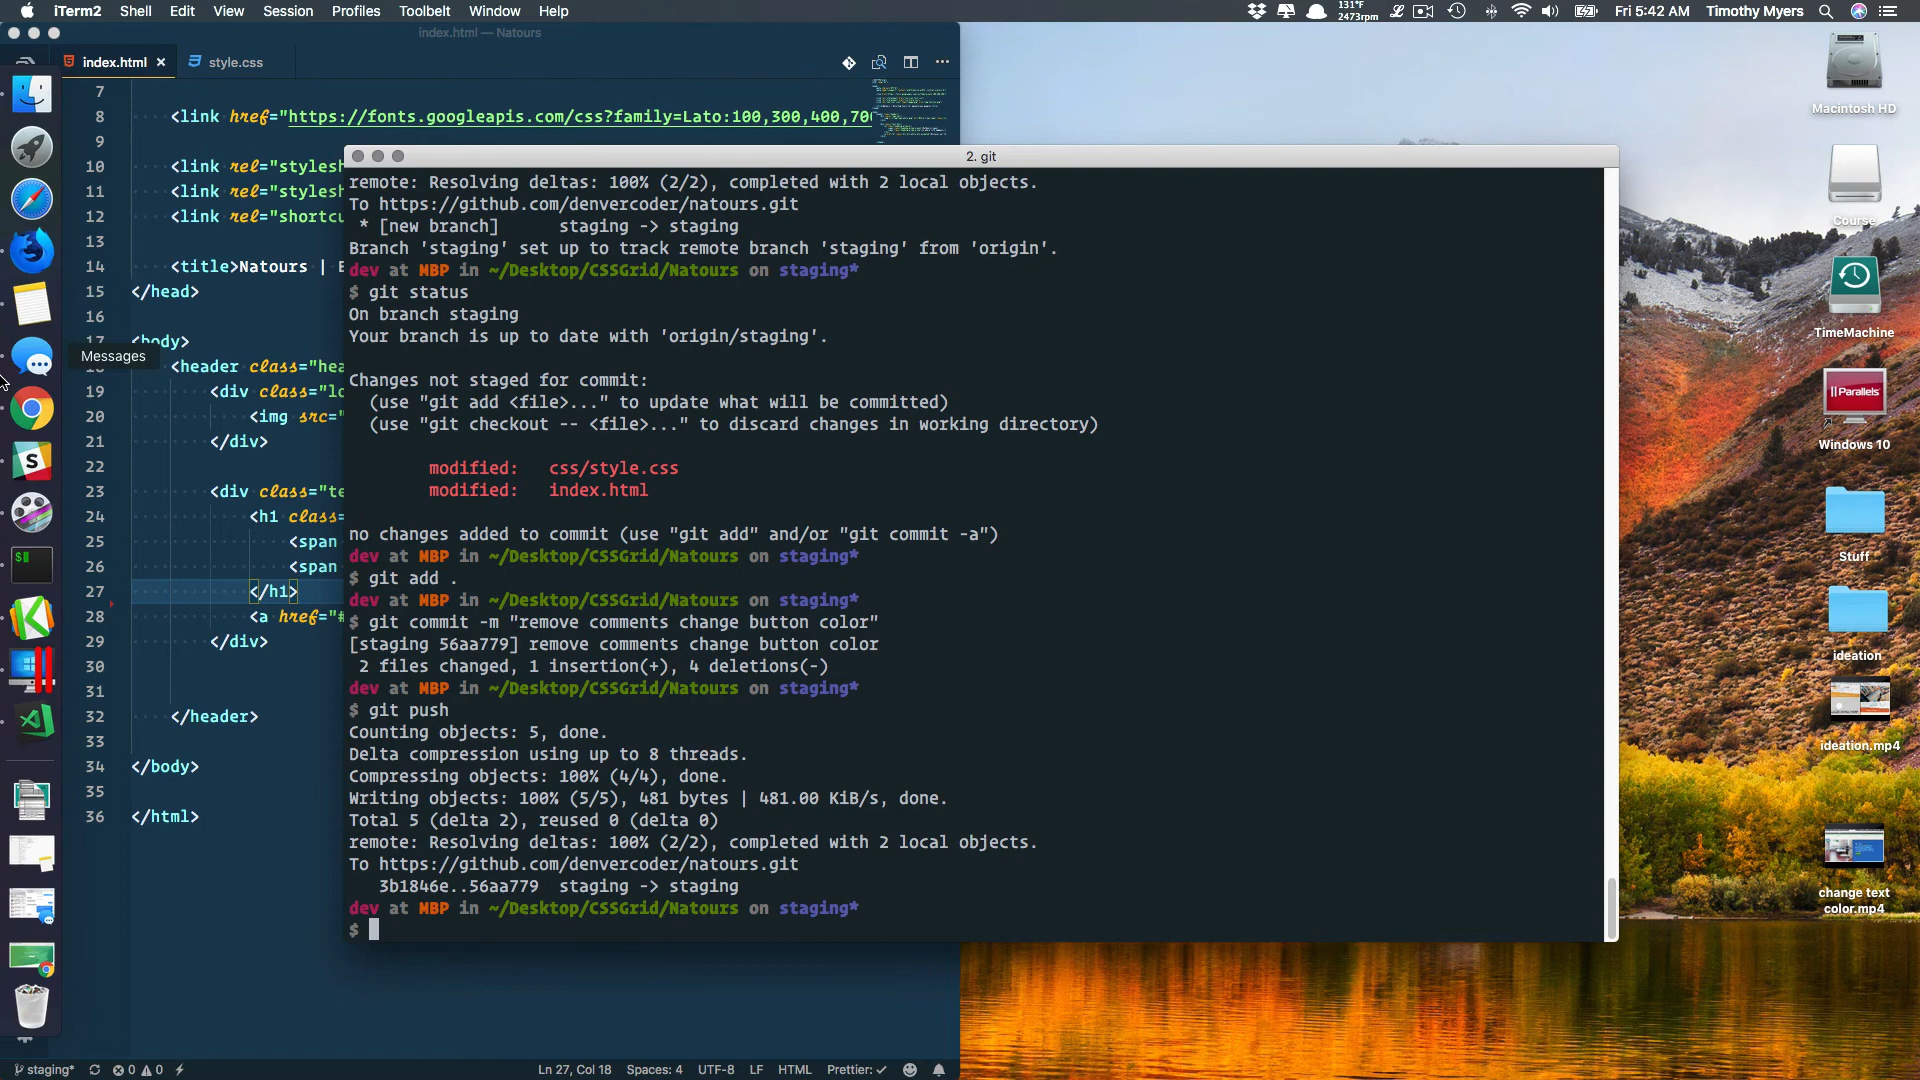 iTerm2 Shell Edit View Session Profiles Toolbelt Window Help
131°F
2473rpm
Fri 5:42 AM Timothy Myers
index.html — Natours
index.html
style.css
7
8 <link href="https://fonts.googleapis.com/css?family=Lato:100,300,400,700
9
10 <link rel="stylesh
11 <link rel="stylesh
12 <link rel="shortcu
13
14 <title>Natours | E
15 </head>
16
17 <body>
18 <header class="hea
19 <div class="lo
20 <img src="
21 </div>
22
23 <div class="te
24 <h1 class=
25 <span
26 <span
27 </h1>
28 <a href="#
29 </div>
30
31
32 </header>
33
34 </body>
35
36 </html>
Messages
2. git
remote: Resolving deltas: 100% (2/2), completed with 2 local objects.
To https://github.com/denvercoder/natours.git
* [new branch] staging -> staging
Branch 'staging' set up to track remote branch 'staging' from 'origin'.
dev at MBP in ~/Desktop/CSSGrid/Natours on staging*
$ git status
On branch staging
Your branch is up to date with 'origin/staging'.
Changes not staged for commit:
(use "git add <file>..." to update what will be committed)
(use "git checkout -- <file>..." to discard changes in working directory)
modified: css/style.css
modified: index.html
no changes added to commit (use "git add" and/or "git commit -a")
dev at MBP in ~/Desktop/CSSGrid/Natours on staging*
$ git add .
dev at MBP in ~/Desktop/CSSGrid/Natours on staging*
$ git commit -m "remove comments change button color"
[staging 56aa779] remove comments change button color
2 files changed, 1 insertion(+), 4 deletions(-)
dev at MBP in ~/Desktop/CSSGrid/Natours on staging*
$ git push
Counting objects: 5, done.
Delta compression using up to 8 threads.
Compressing objects: 100% (4/4), done.
Writing objects: 100% (5/5), 481 bytes | 481.00 KiB/s, done.
Total 5 (delta 2), reused 0 (delta 0)
remote: Resolving deltas: 100% (2/2), completed with 2 local objects.
To https://github.com/denvercoder/natours.git
3b1846e..56aa779 staging -> staging
dev at MBP in ~/Desktop/CSSGrid/Natours on staging*
$
Macintosh HD
Course
TimeMachine
Parallels
Windows 10
Stuff
ideation
ideation.mp4
change text
color.mp4
staging* 0 0 Ln 27, Col 18 Spaces: 4 UTF-8 LF HTML Prettier: ✓